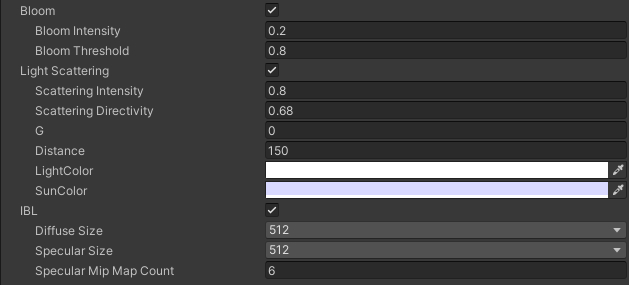 Bloom
Bloom Intensity 0.2
Bloom Threshold 0.8
Light Scattering
Scattering Intensity 0.8
Scattering Directivity 0.68
G 0
Distance 150
LightColor
SunColor
IBL
Diffuse Size 512
Specular Size 512
Specular Mip Map Count 6